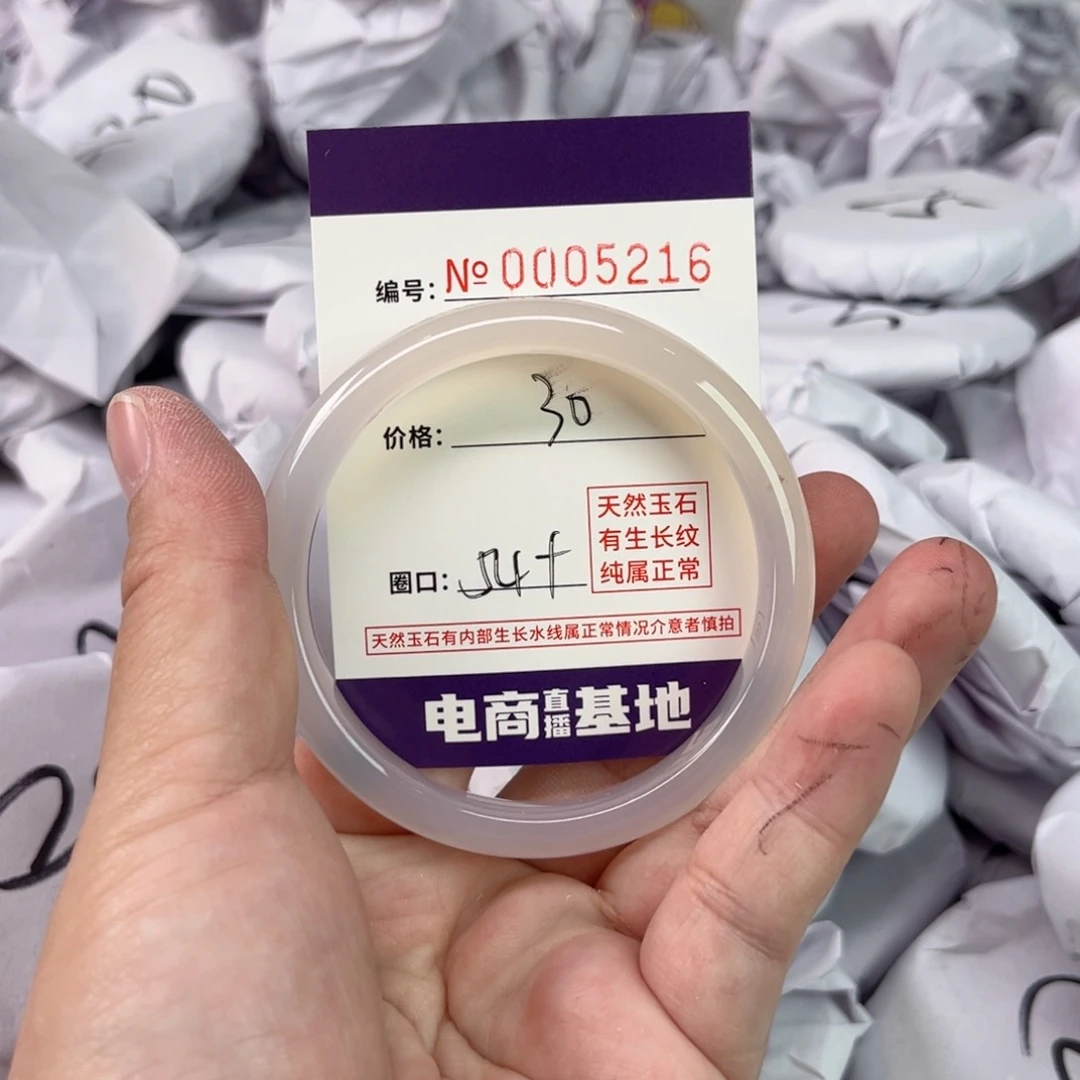 编号: № 0005216
价格: 30
圈口: 54+
天然玉石
有生长纹
纯属正常
天然玉石有内部生长水线属正常情况介意者慎拍
电商直播基地